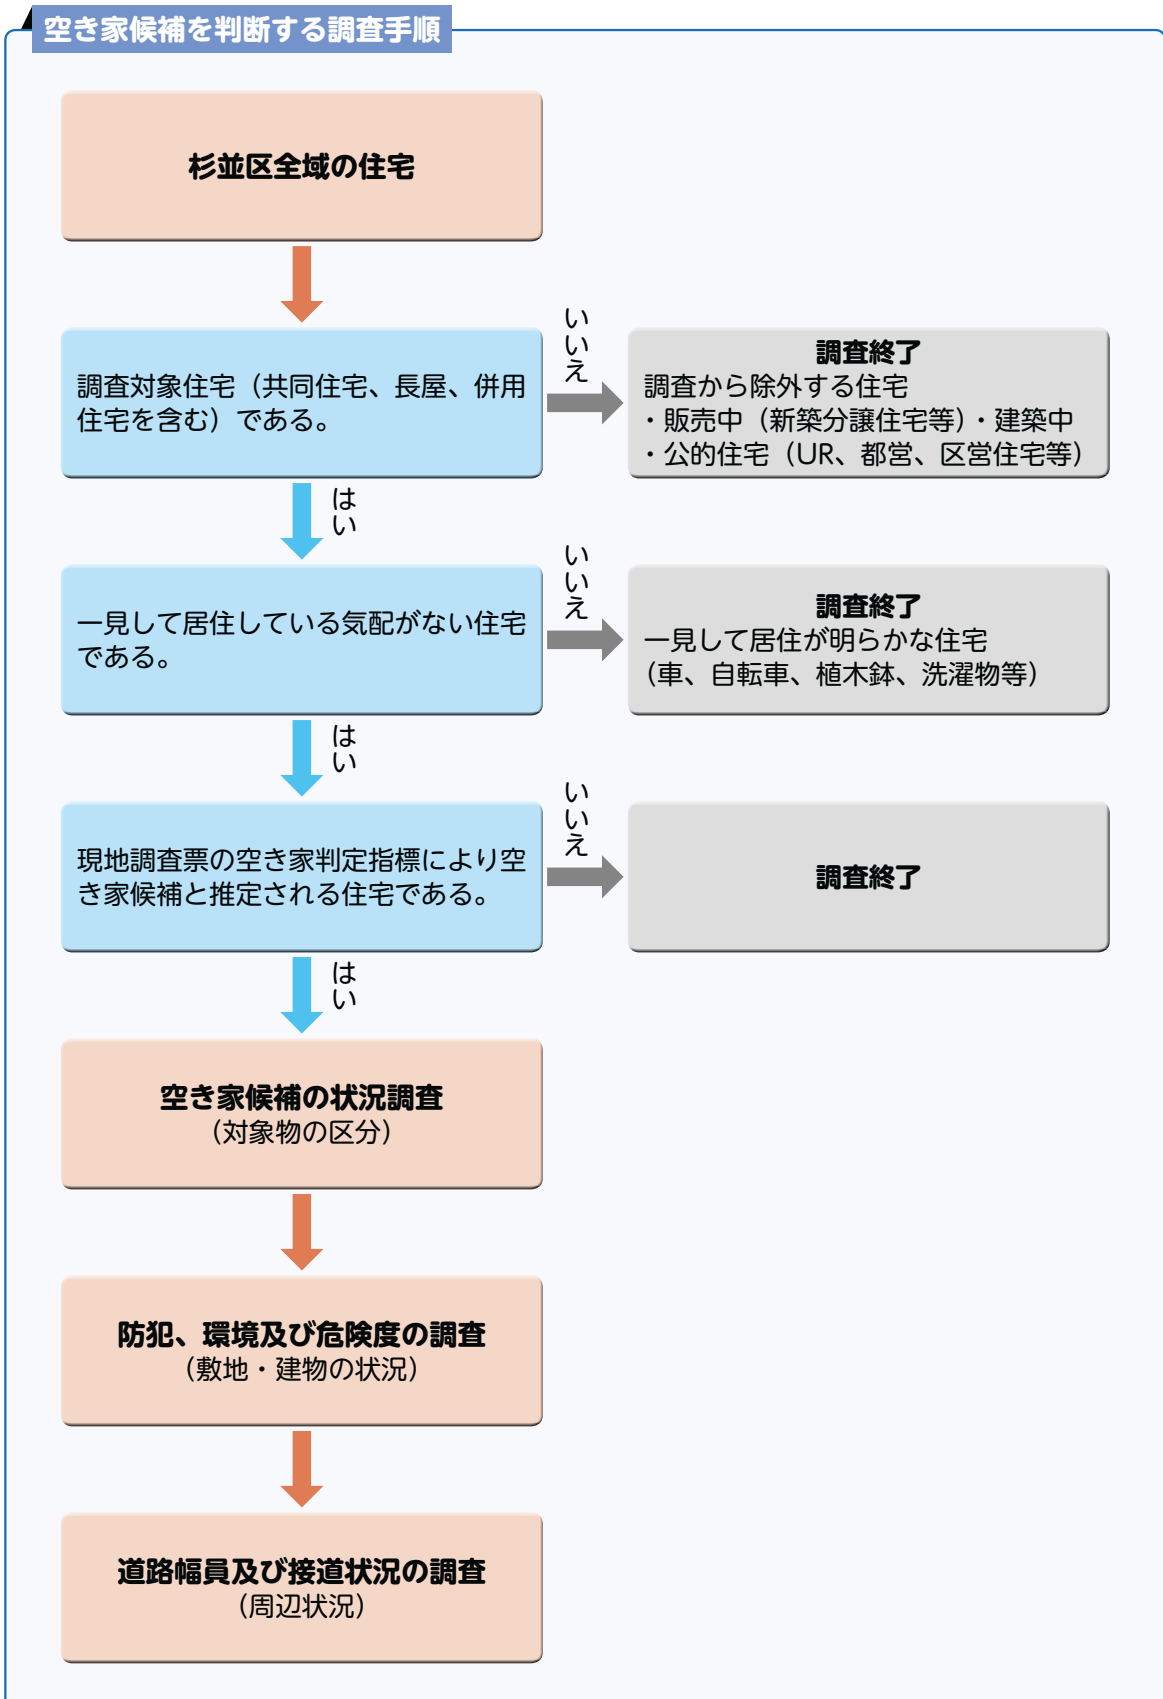 空き家候補を判断する調査手順
杉並区全域の住宅
調査対象住宅（共同住宅、長屋、併用
住宅を含む）である。
いいえ
調査終了
調査から除外する住宅
・販売中（新築分譲住宅等）・建築中
・公的住宅（UR、都営、区営住宅等）
はい
一見して居住している気配がない住宅
である。
いいえ
調査終了
一見して居住が明らかな住宅
（車、自転車、植木鉢、洗濯物等）
はい
現地調査票の空き家判定指標により空
き家候補と推定される住宅である。
いいえ
調査終了
はい
空き家候補の状況調査
（対象物の区分）
防犯、環境及び危険度の調査
（敷地・建物の状況）
道路幅員及び接道状況の調査
（周辺状況）